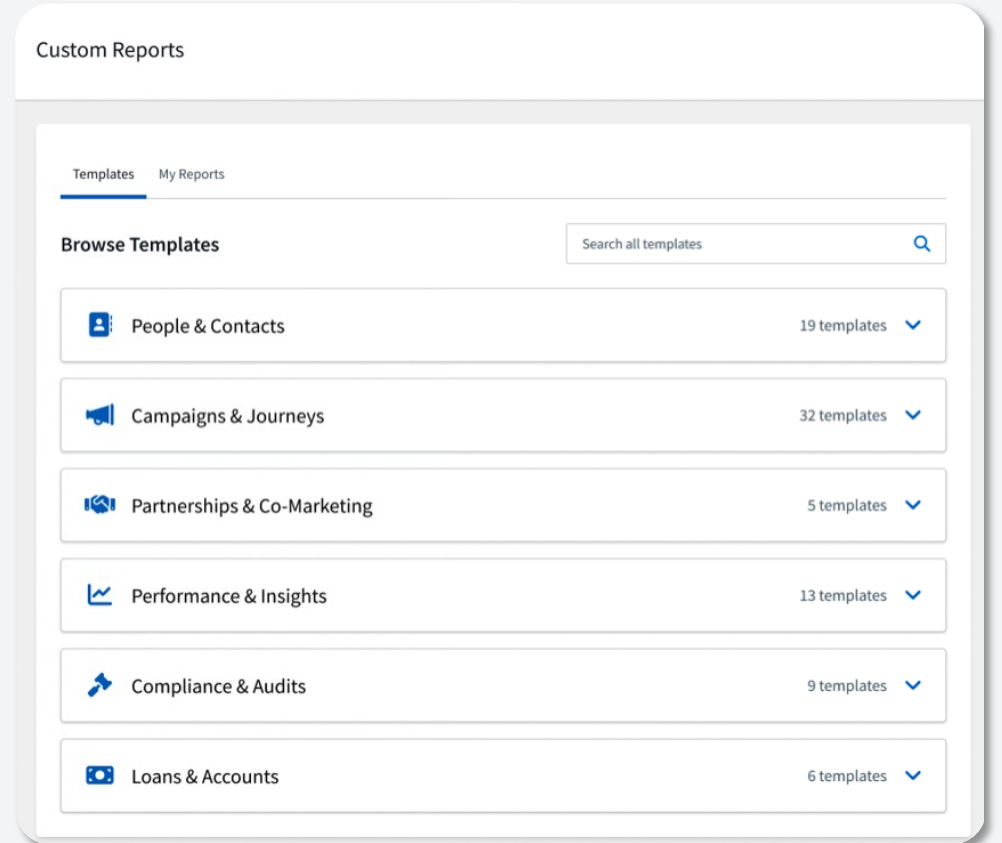 Custom Reports
Templates My Reports
Browse Templates Search all templates
People & Contacts 19 templates
Campaigns & Journeys 32 templates
Partnerships & Co-Marketing 5 templates
Performance & Insights 13 templates
Compliance & Audits 9 templates
Loans & Accounts 6 templates